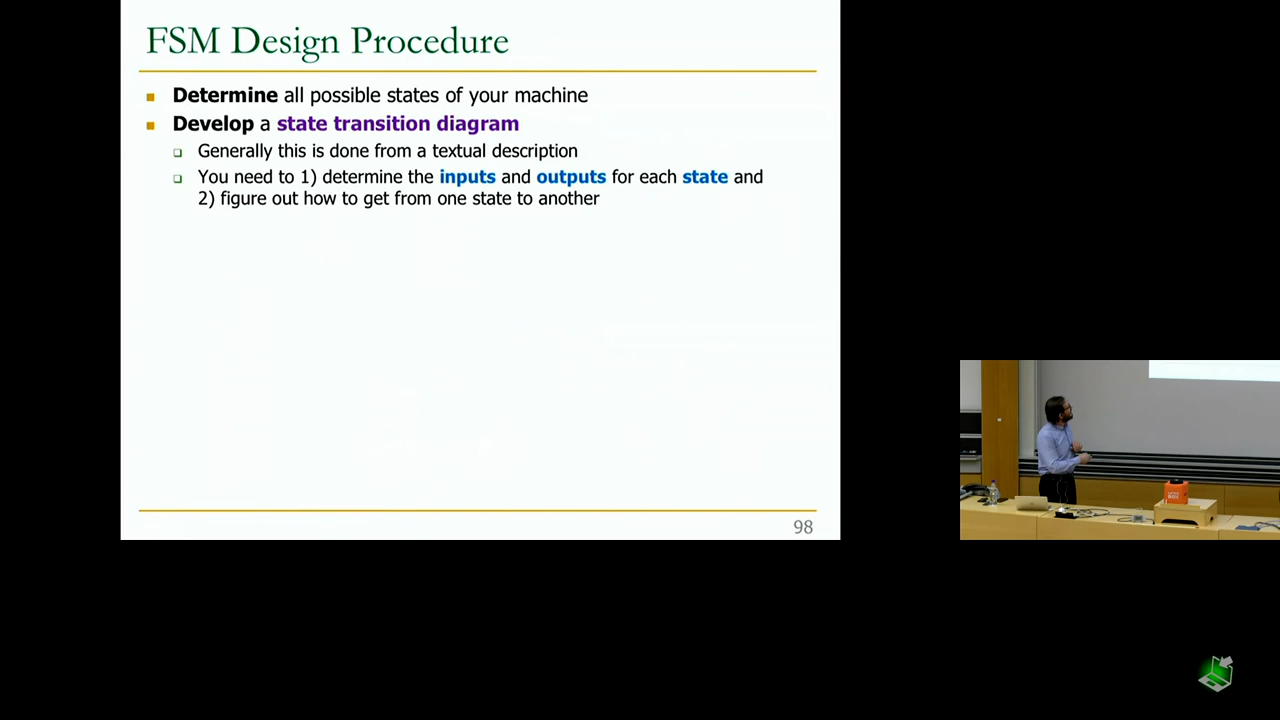 FSM Design Procedure
Determine all possible states of your machine
Develop a state transition diagram
Generally this is done from a textual description
You need to 1) determine the inputs and outputs for each state and
2) figure out how to get from one state to another
98